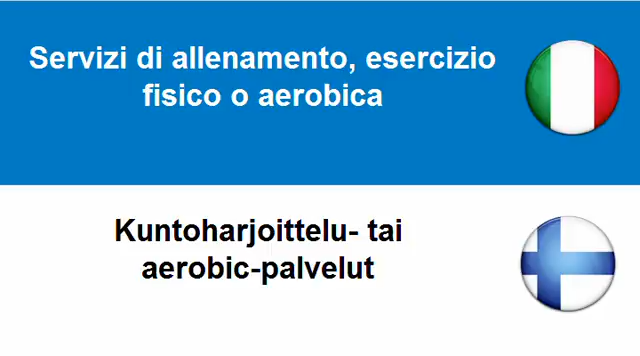 Servizi di allenamento, esercizio
fisico o aerobica
Kuntoharjoittelu- tai
aerobic-palvelut